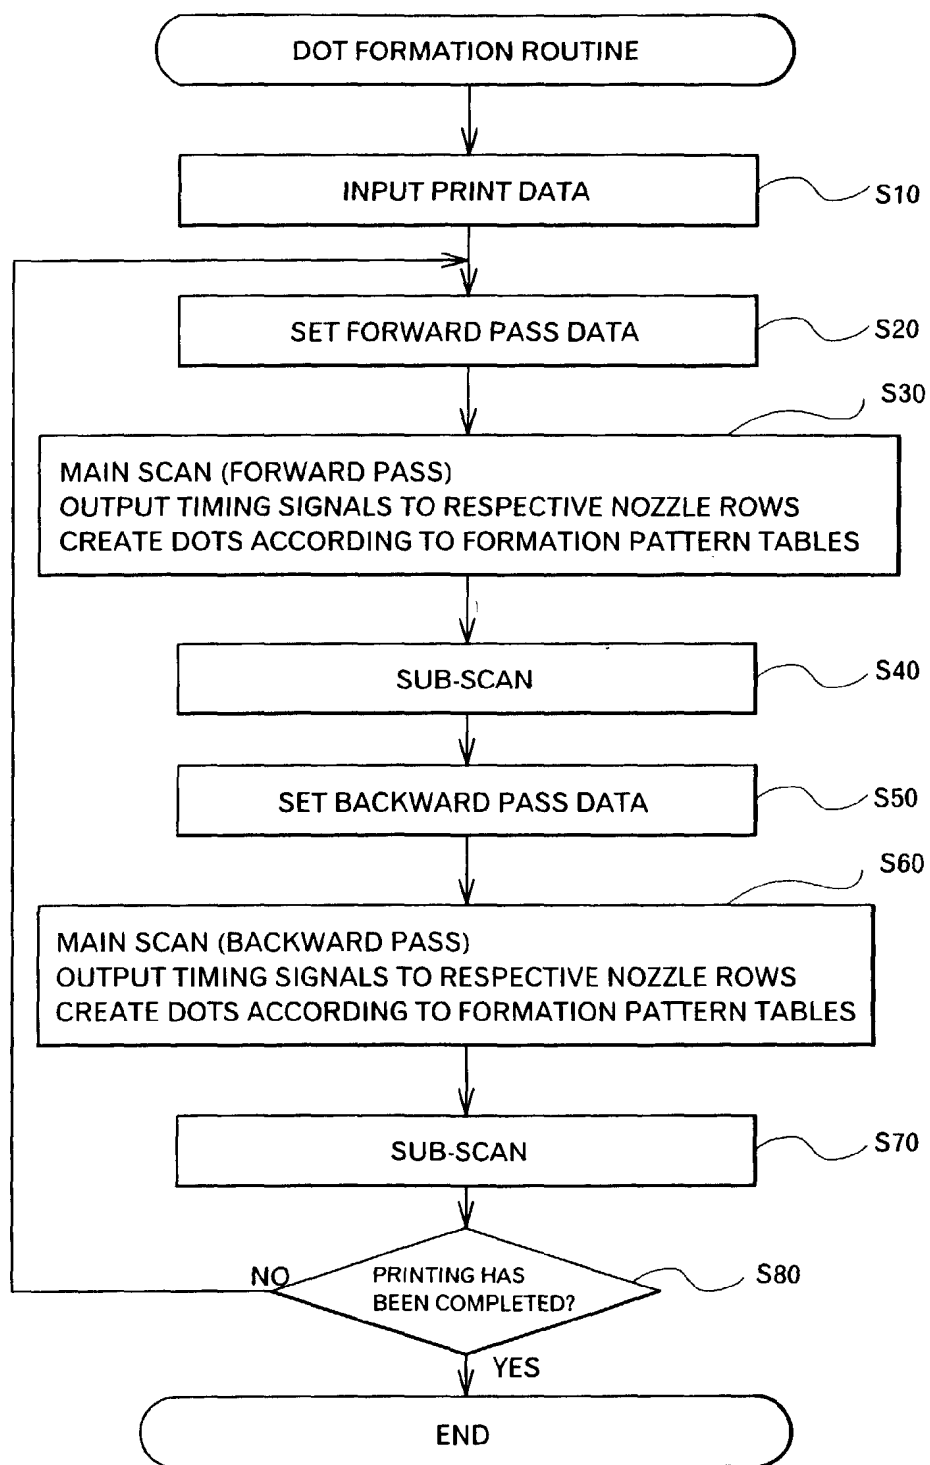 DOT FORMATION ROUTINE
INPUT PRINT DATA
S10
SET FORWARD PASS DATA
S20
S30
MAIN SCAN (FORWARD PASS)
OUTPUT TIMING SIGNALS TO RESPECTIVE NOZZLE ROWS
CREATE DOTS ACCORDING TO FORMATION PATTERN TABLES
SUB-SCAN
S40
SET BACKWARD PASS DATA
S50
S60
MAIN SCAN (BACKWARD PASS)
OUTPUT TIMING SIGNALS TO RESPECTIVE NOZZLE ROWS
CREATE DOTS ACCORDING TO FORMATION PATTERN TABLES
SUB-SCAN
S70
NO
PRINTING HAS
BEEN COMPLETED?
S80
YES
END